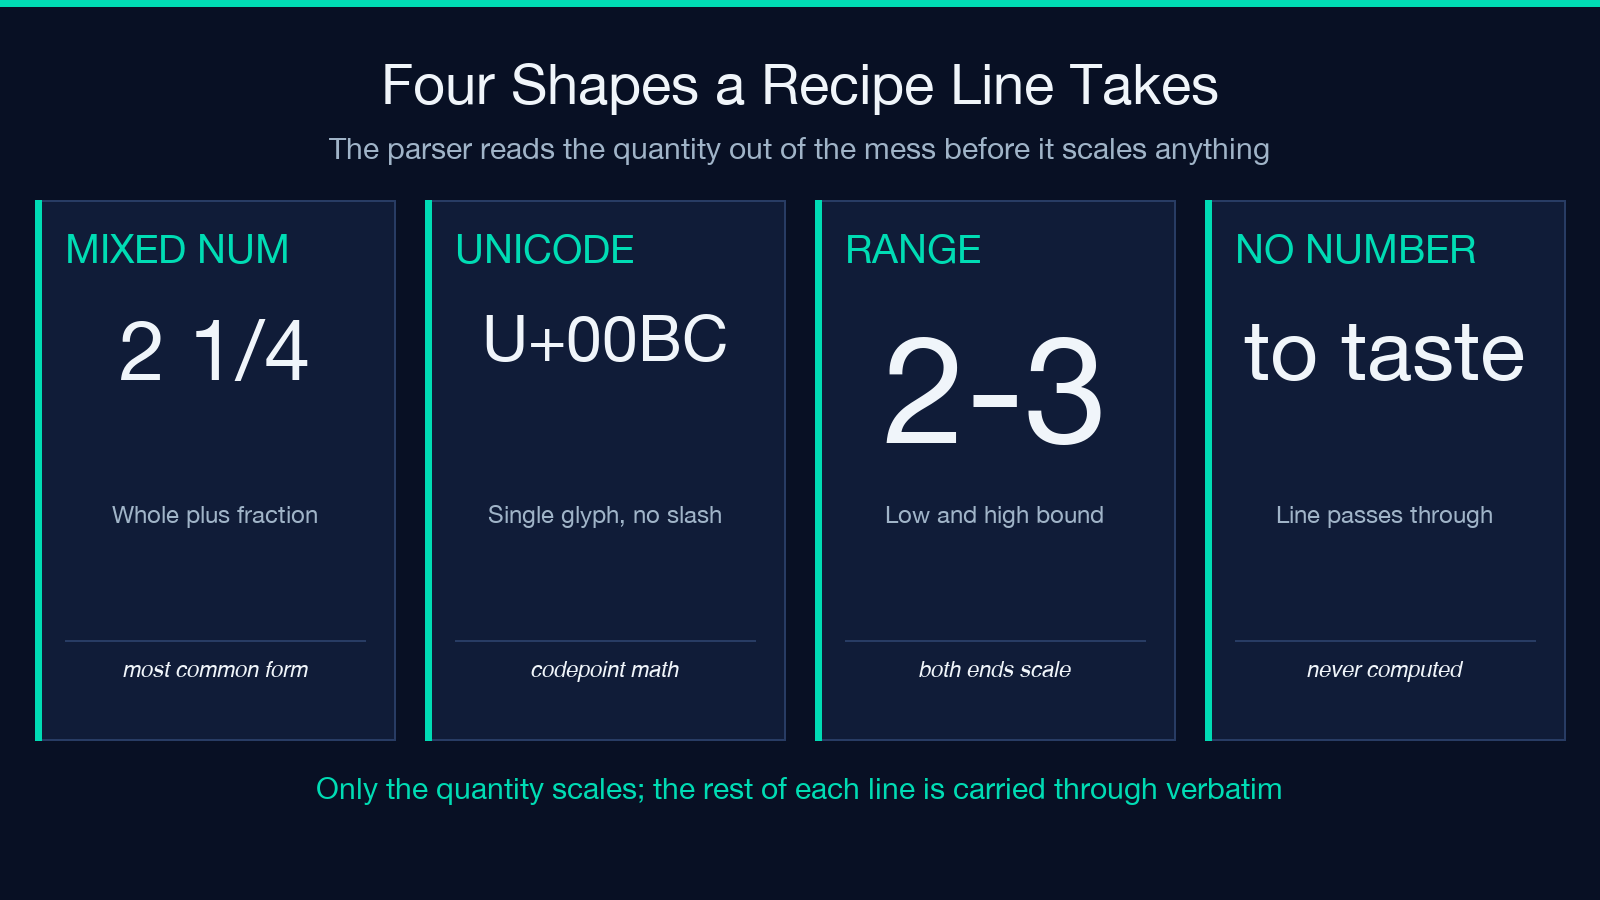 Four Shapes a Recipe Line Takes
The parser reads the quantity out of the mess before it scales anything
MIXED NUM
2 1/4
Whole plus fraction
most common form
UNICODE
U+00BC
Single glyph, no slash
codepoint math
RANGE
2-3
Low and high bound
both ends scale
NO NUMBER
to taste
Line passes through
never computed
Only the quantity scales; the rest of each line is carried through verbatim